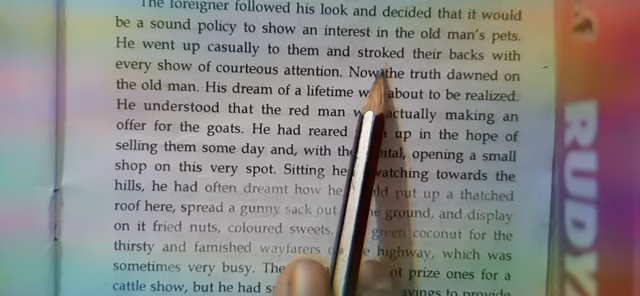 The foreigner followed his look and decided that it would
be a sound policy to show an interest in the old man's pets.
He went up casually to them and stroked their backs with
every show of courteous attention. Now the truth dawned on
the old man. His dream of a lifetime about to be realized.
He understood that the red man actually making an
offer for the goats. He had reared up in the hope of
selling them some day and, with the opening a small
shop on this very spot. Sitting watching towards the
hills, he had often dreamt how he put up a thatched
roof here, spread a gunny sack out ground, and display
on it fried nuts, coloured sweets, green coconut for the
thirsty and famished wayfarers highway, which was
sometimes very busy. prize ones for a
cattle show, but he had to provide
RUDY